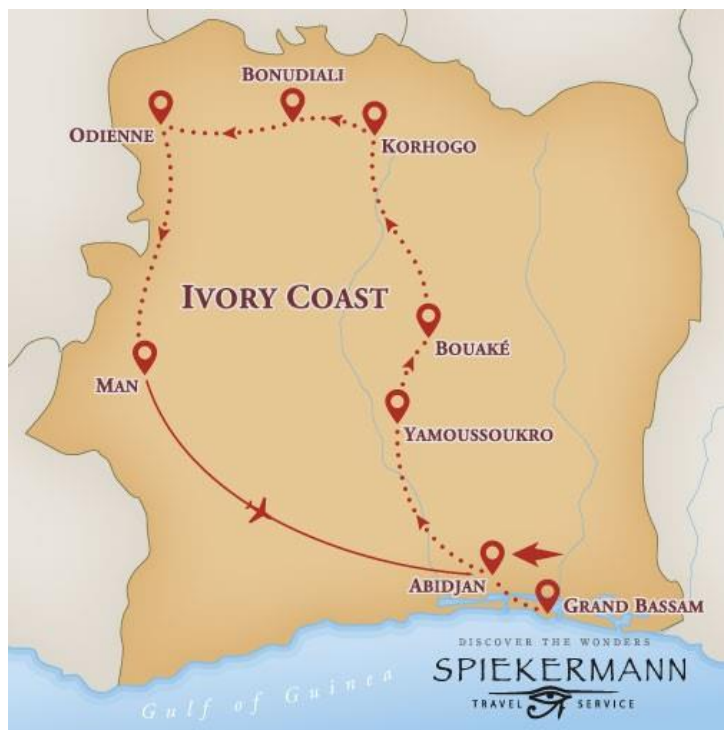 BONUDIALI
ODIENNE
KORHOGO
IVORY COAST
BOUAKÉ
MAN
YAMOUSSOUKRO
ABIDJAN
GRAND BASSAM
DISCOVER THE WONDERS
SPIEKERMANN
TRAVEL SERVICE
Gulf of Guinea